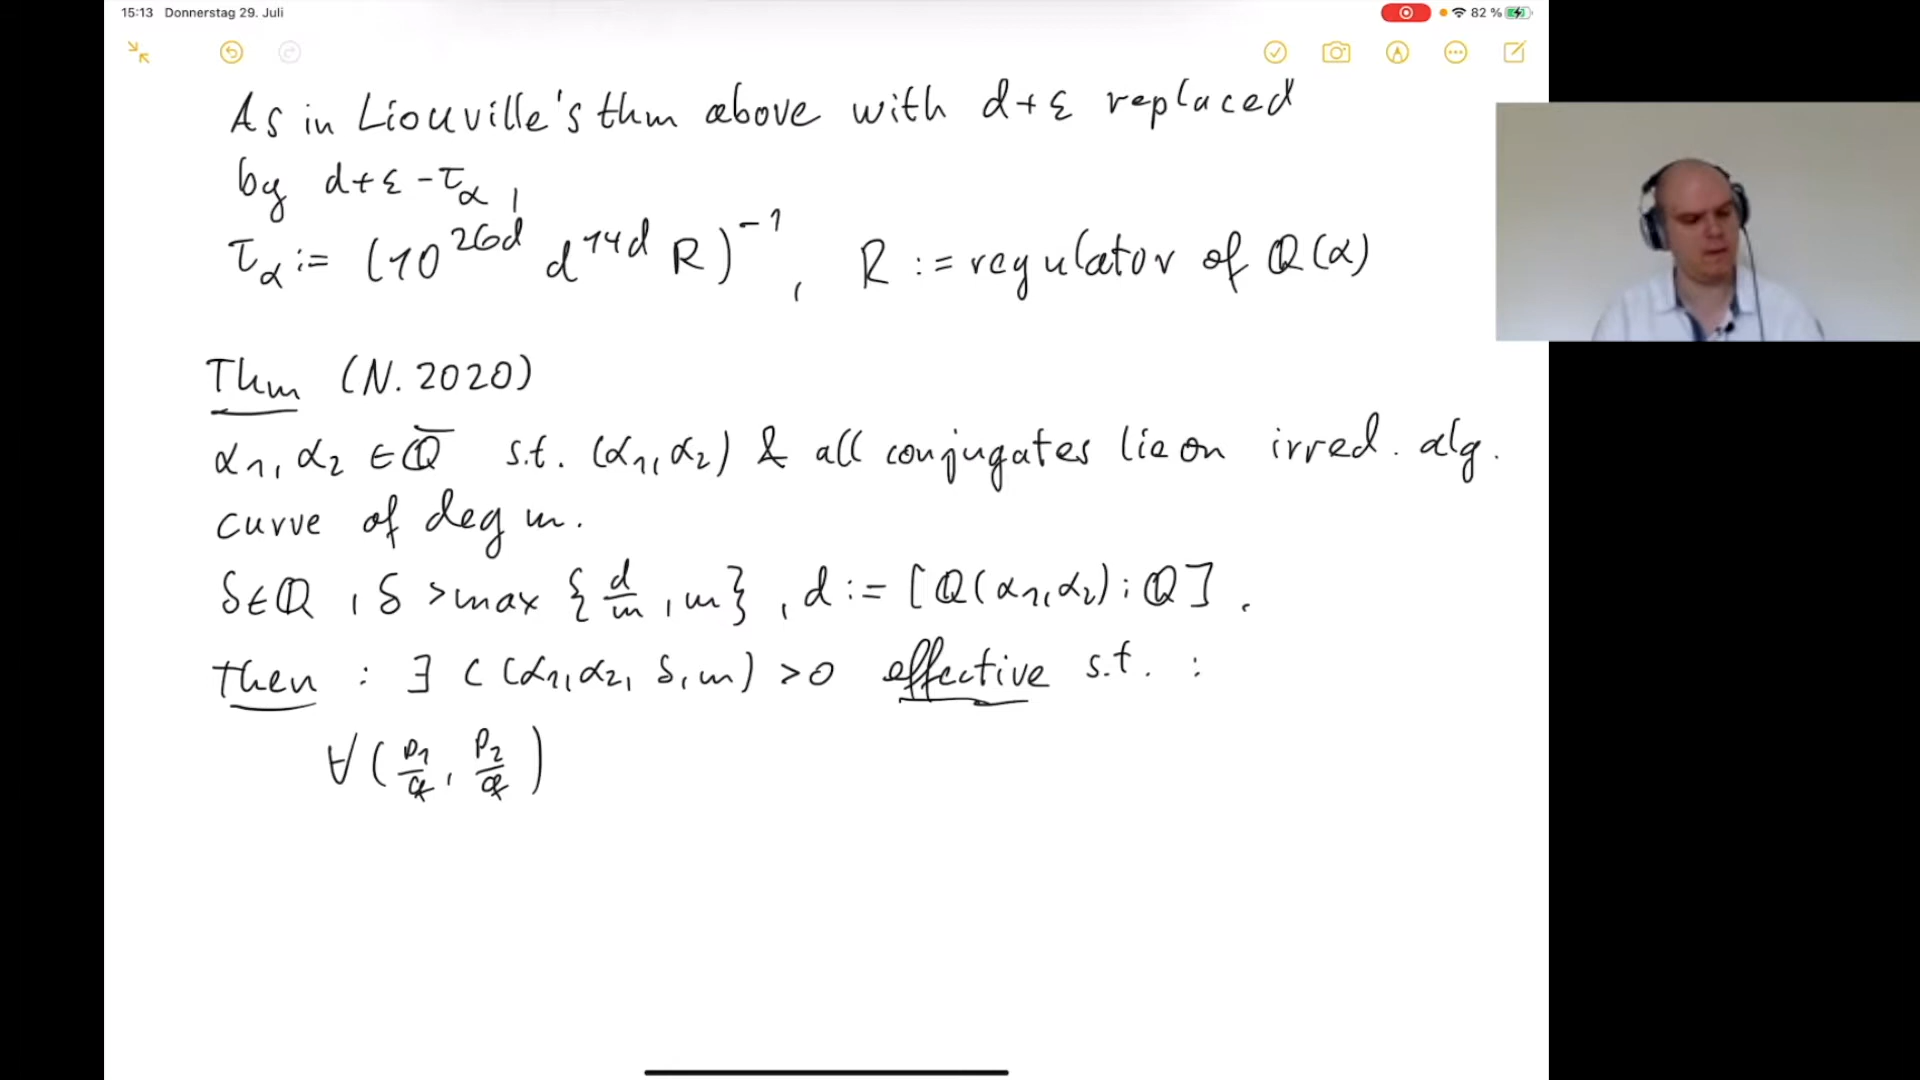 15:13 Donnerstag 29. Juli
82 %
As in Liouville's thm above with d+ε replaced
by d+ε-τ_α,
τ_α := (10^{26d} d^{14d} R)^{-1}, R := regulator of ℚ(α)
Thm (N. 2020)
α_1, α_2 ∈ ℚ̅ s.t. (α_1, α_2) & all conjugates lie on irred. alg.
curve of deg m.
δ∈ℚ, δ > max {d/m, m}, d := [ℚ(α_1,α_2):ℚ].
Then : ∃ C(α_1,α_2, δ, m) > 0 effective s.t. :
∀ (p_1/q, p_2/q)